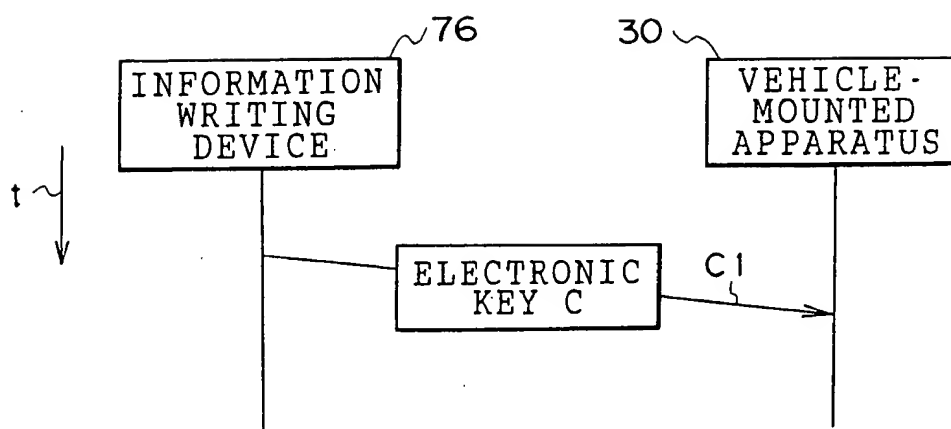 76
30
INFORMATION
WRITING
DEVICE
VEHICLE-
MOUNTED
APPARATUS
t
ELECTRONIC
KEY C
C1